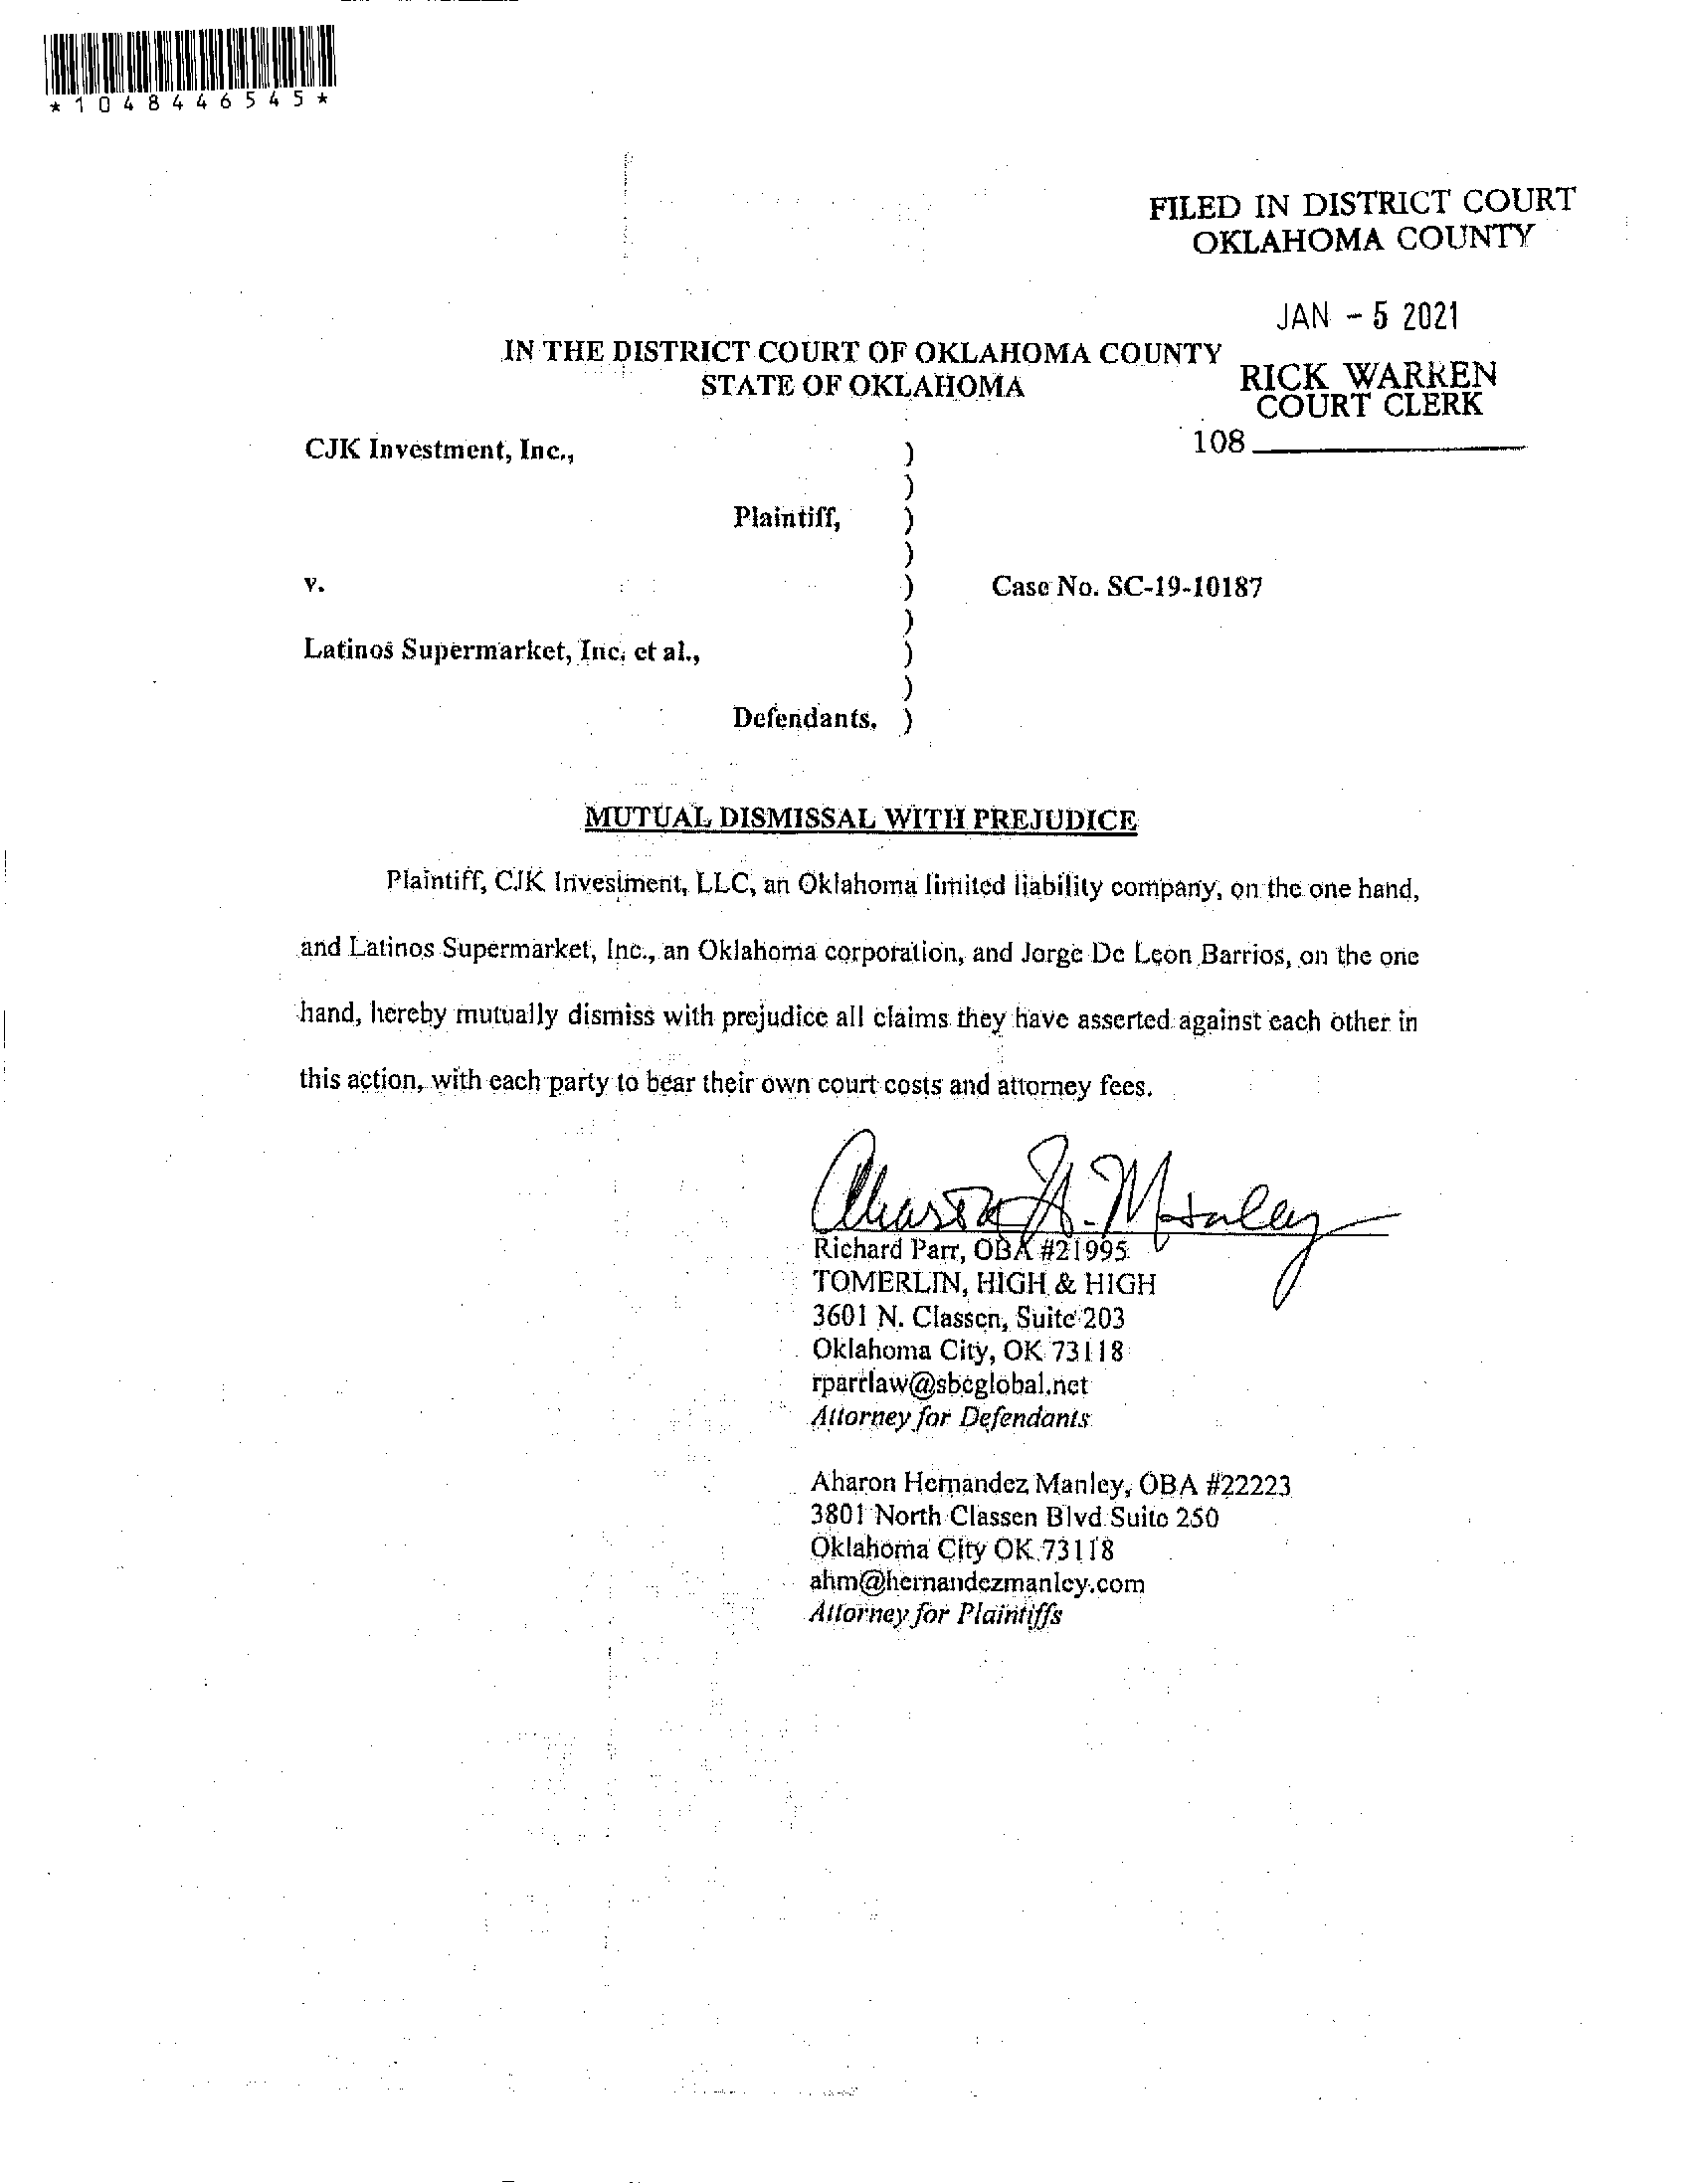 *1048446545*
FILED IN DISTRICT COURT
OKLAHOMA COUNTY
JAN - 5 2021
RICK WARREN
COURT CLERK
108
IN THE DISTRICT COURT OF OKLAHOMA COUNTY
STATE OF OKLAHOMA
CJK Investment, Inc., )
)
Plaintiff, )
)
v. ) Case No. SC-19-10187
)
Latinos Supermarket, Inc. et al., )
)
Defendants. )
MUTUAL DISMISSAL WITH PREJUDICE
Plaintiff, CJK Investment, LLC, an Oklahoma limited liability company, on the one hand,
and Latinos Supermarket, Inc., an Oklahoma corporation, and Jorge De Leon Barrios, on the one
hand, hereby mutually dismiss with prejudice all claims they have asserted against each other in
this action, with each party to bear their own court costs and attorney fees.
Aharon H. Manley
Richard Parr, OBA #21995
TOMERLIN, HIGH & HIGH
3601 N. Classen, Suite 203
Oklahoma City, OK 73118
rparrlaw@sbcglobal.net
Attorney for Defendants
Aharon Hernandez Manley, OBA #22223
3801 North Classen Blvd Suite 250
Oklahoma City OK 73118
ahm@hernandezmanley.com
Attorney for Plaintiffs